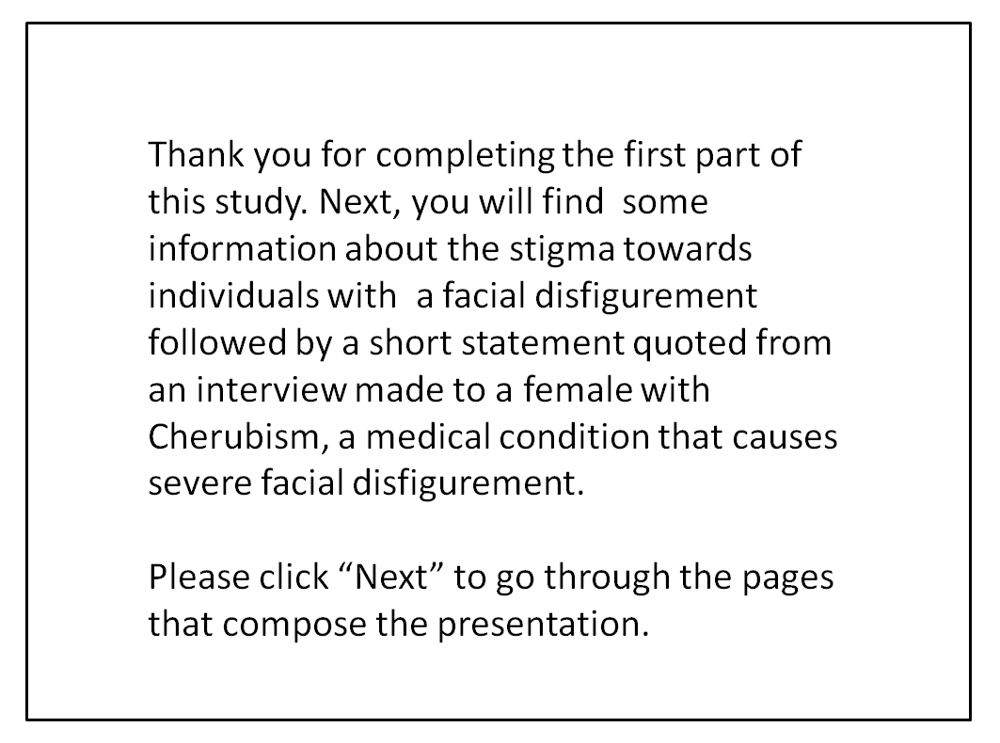 Thank you for completing the first part of
this study. Next, you will find  some
information about the stigma towards
individuals with  a facial disfigurement
followed by a short statement quoted from
an interview made to a female with
Cherubism, a medical condition that causes
severe facial disfigurement.
Please click “Next” to go through the pages
that compose the presentation.